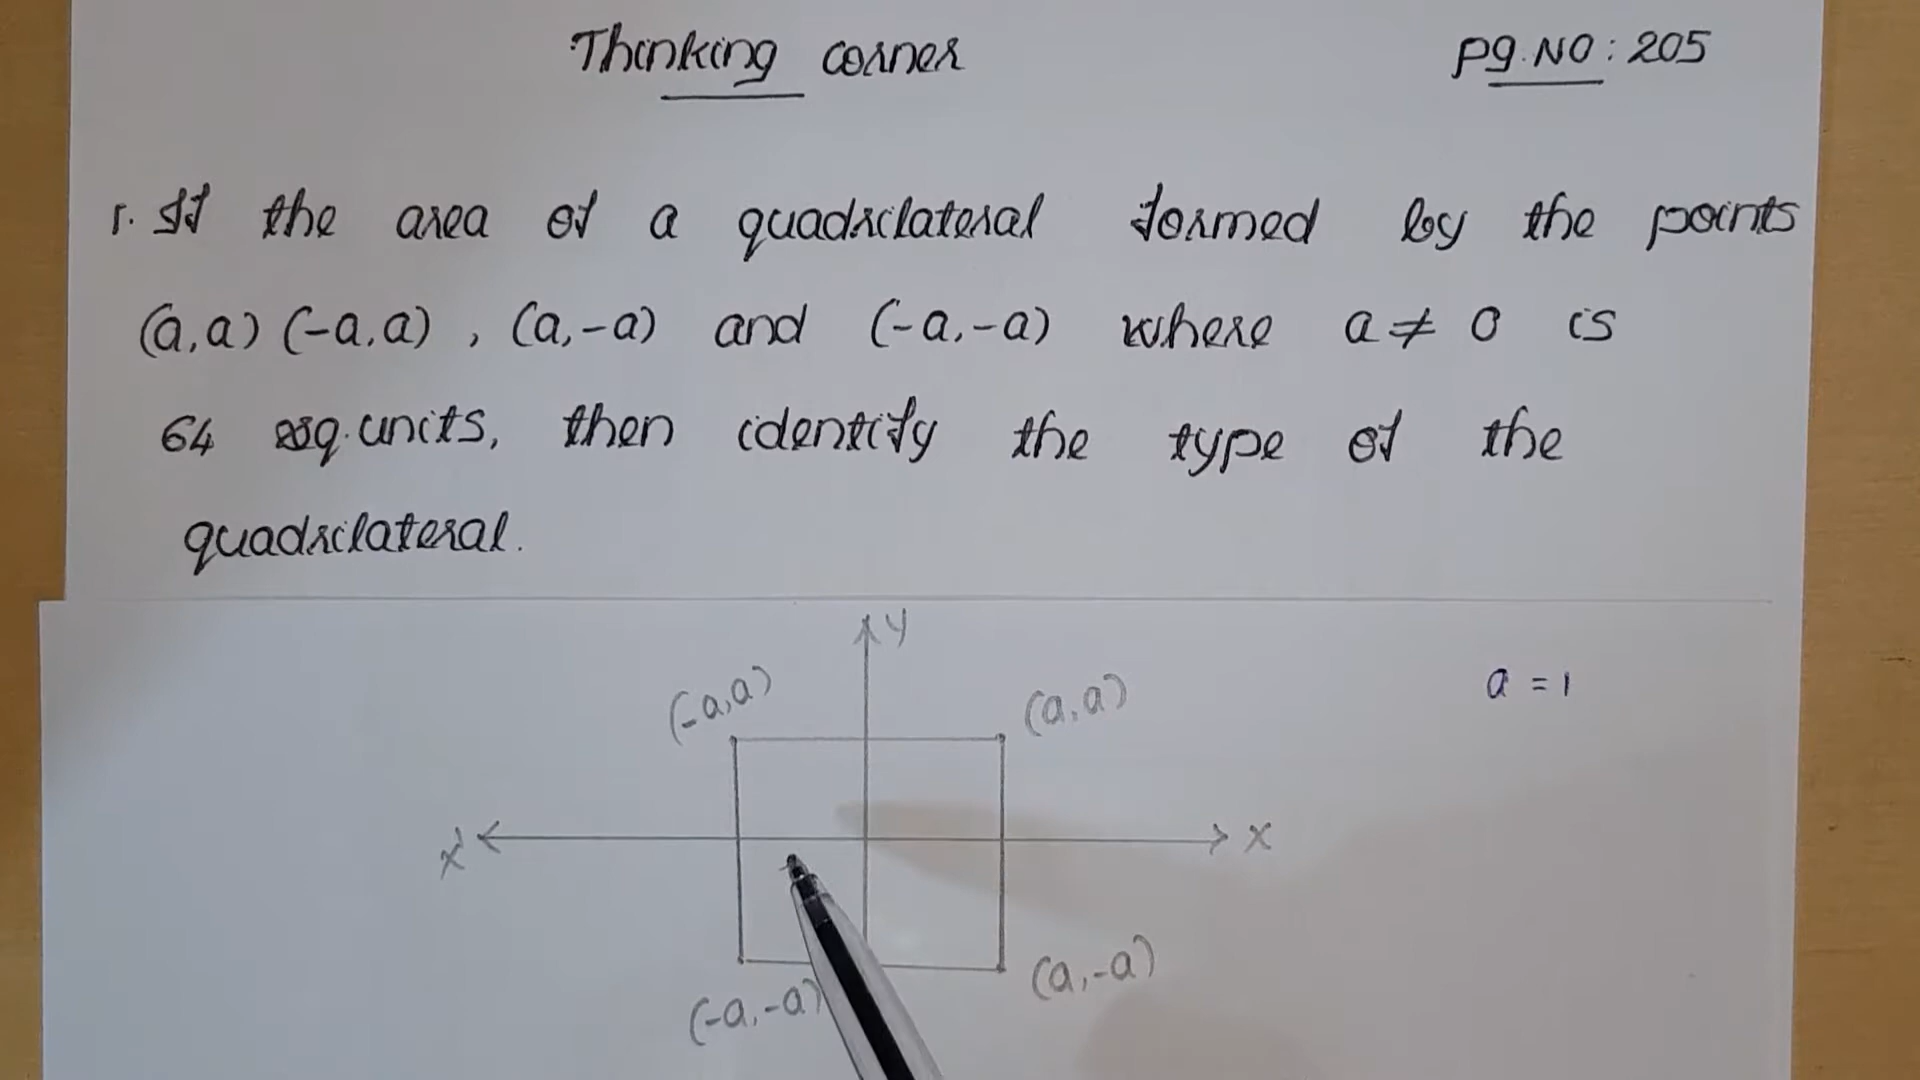 Thinking corner
Pg.NO: 205
1. If the area of a quadrilateral formed by the points
(a,a) (-a,a) , (a,-a) and (-a,-a) where a ≠ 0 is
64 sq.units, then identify the type of the
quadrilateral.
Y
(-a,a)
(a,a)
a = 1
X'
X
(-a,-a)
(a,-a)